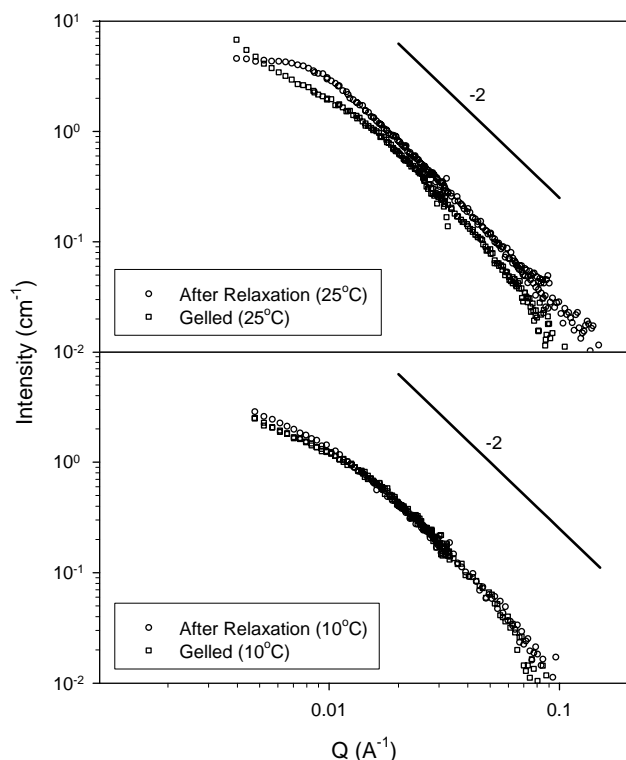 10¹
10⁰
10⁻¹
10⁻²
-2
After Relaxation (25°C)
Gelled (25°C)
Intensity (cm⁻¹)
10⁰
10⁻¹
10⁻²
-2
After Relaxation (10°C)
Gelled (10°C)
0.01
0.1
Q (A⁻¹)